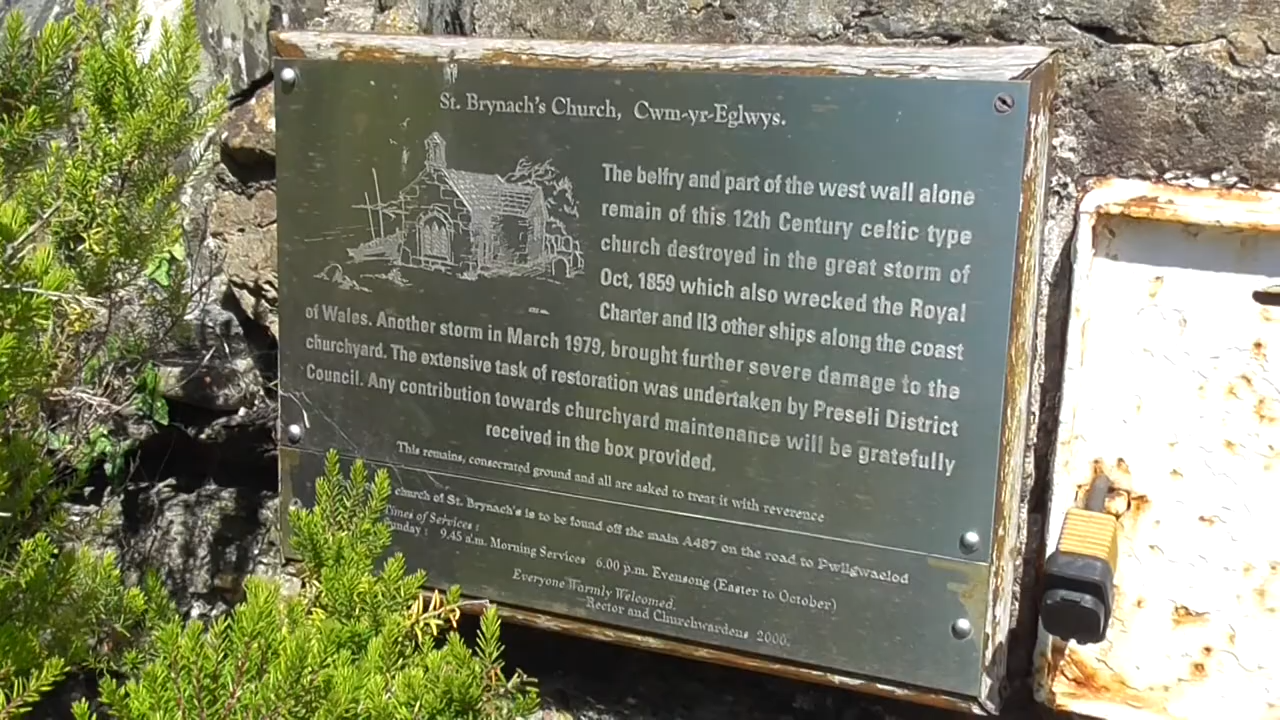 St. Brynach's Church, Cwm-yr-Eglwys.
The belfry and part of the west wall alone
remain of this 12th Century celtic type
church destroyed in the great storm of
Oct, 1859 which also wrecked the Royal
Charter and 113 other ships along the coast
of Wales. Another storm in March 1979, brought further severe damage to the
churchyard. The extensive task of restoration was undertaken by Preseli District
Council. Any contribution towards churchyard maintenance will be gratefully
received in the box provided.
This remains, consecrated ground and all are asked to treat it with reverence
church of St. Brynach's is to be found off the main A487 on the road to Pwllgwaelod
Times of Services :
Sunday : 9.45 a.m. Morning Services 6.00 p.m. Evensong (Easter to October)
Everyone Warmly Welcomed.
Rector and Churchwardens 2000.